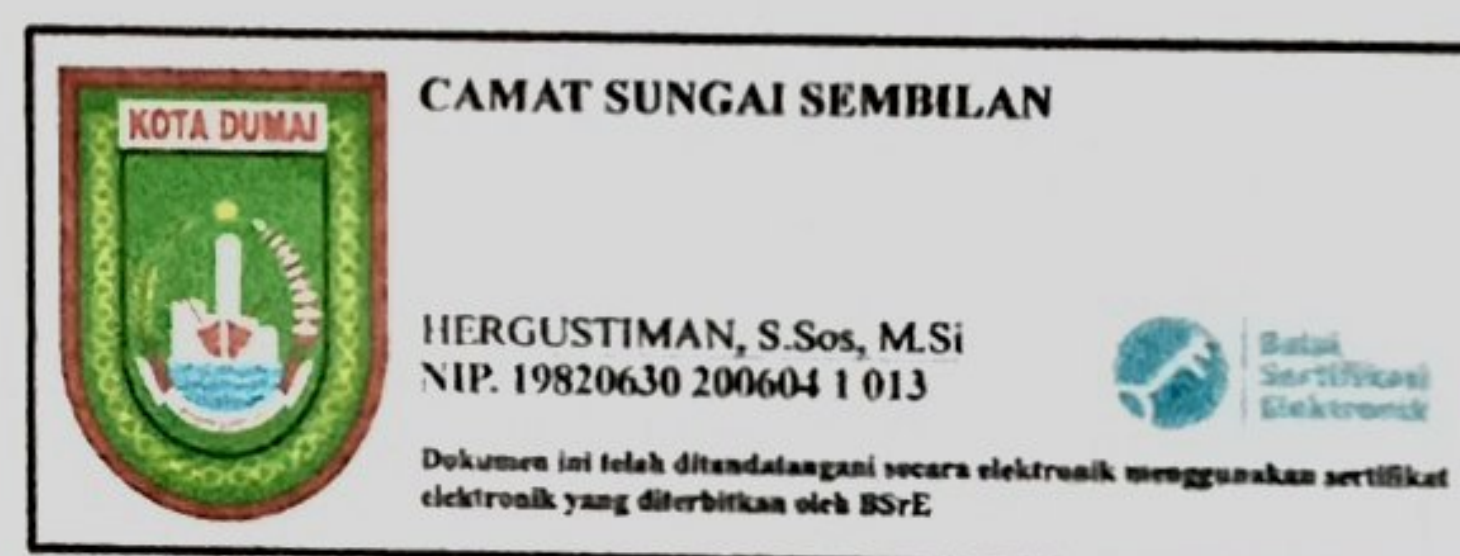 KOTA DUMAI
CAMAT SUNGAI SEMBILAN
HERGUSTIMAN, S.Sos, M.Si
NIP. 19820630 200604 1 013
Balai
Sertifikasi
Elektronik
Dokumen ini telah ditandatangani secara elektronik menggunakan sertifikat
elektronik yang diterbitkan oleh BSrE